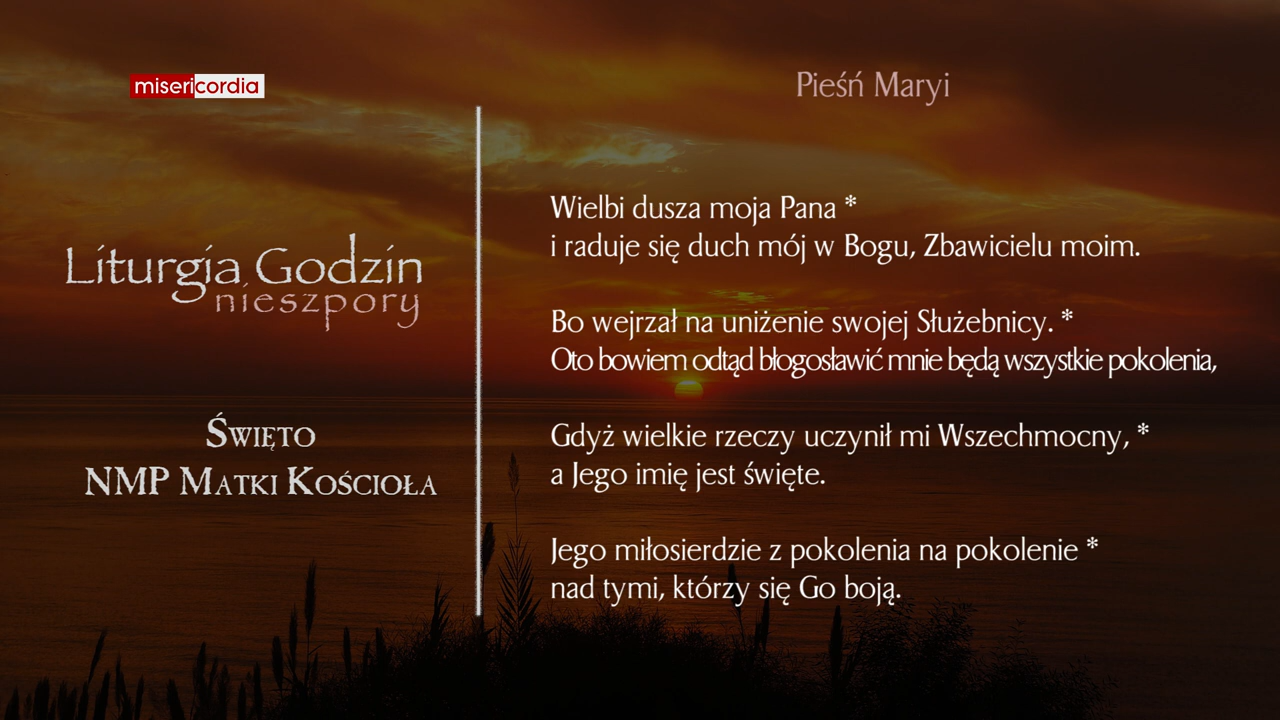 misericordia
Liturgia Godzin
nieszpory
Święto
NMP Matki Kościoła
Pieśń Maryi
Wielbi dusza moja Pana *
i raduje się duch mój w Bogu, Zbawicielu moim.
Bo wejrzał na uniżenie swojej Służebnicy. *
Oto bowiem odtąd błogosławić mnie będą wszystkie pokolenia,
Gdyż wielkie rzeczy uczynił mi Wszechmocny, *
a Jego imię jest święte.
Jego miłosierdzie z pokolenia na pokolenie *
nad tymi, którzy się Go boją.